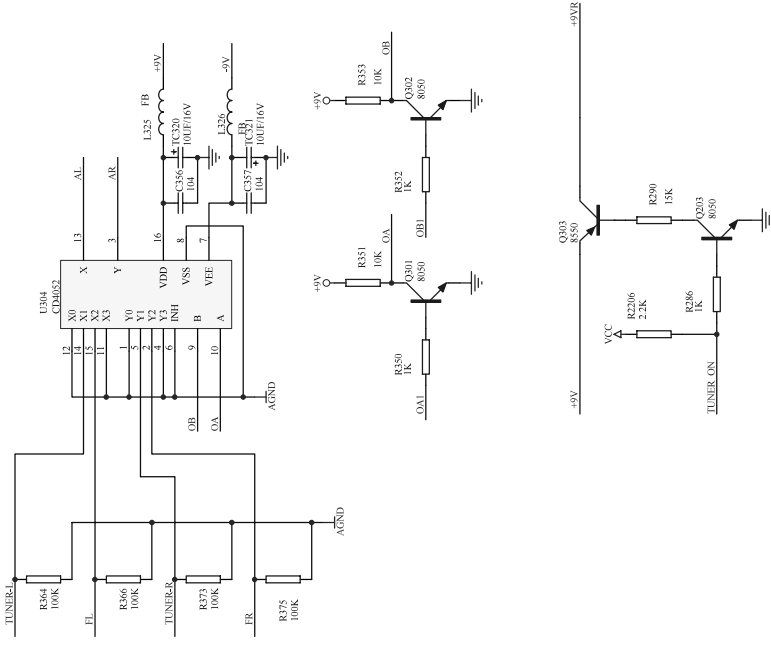 TUNER-L
R364
100K
FL
R366
100K
TUNER-R
R373
100K
FR
R375
100K
AGND
U304
CD4052
X0
X1
X2
X3
Y0
Y1
Y2
Y3
INH
B
A
X
Y
VDD
VSS
VEE
12
14
15
11
1
5
2
4
6
9
10
13
3
16
8
7
AL
AR
OB
OA
AGND
C356
104
TC320
10UF/16V
L325
FB
+9V
C357
104
TC321
10UF/16V
L326
FB
-9V
+9V
R353
10K
OB
Q302
8050
R352
1K
OB1
+9V
R351
10K
OA
Q301
8050
R350
1K
OA1
+9VR
Q303
8550
+9V
R290
15K
Q203
8050
R286
1K
R2206
2.2K
VCC
TUNER ON